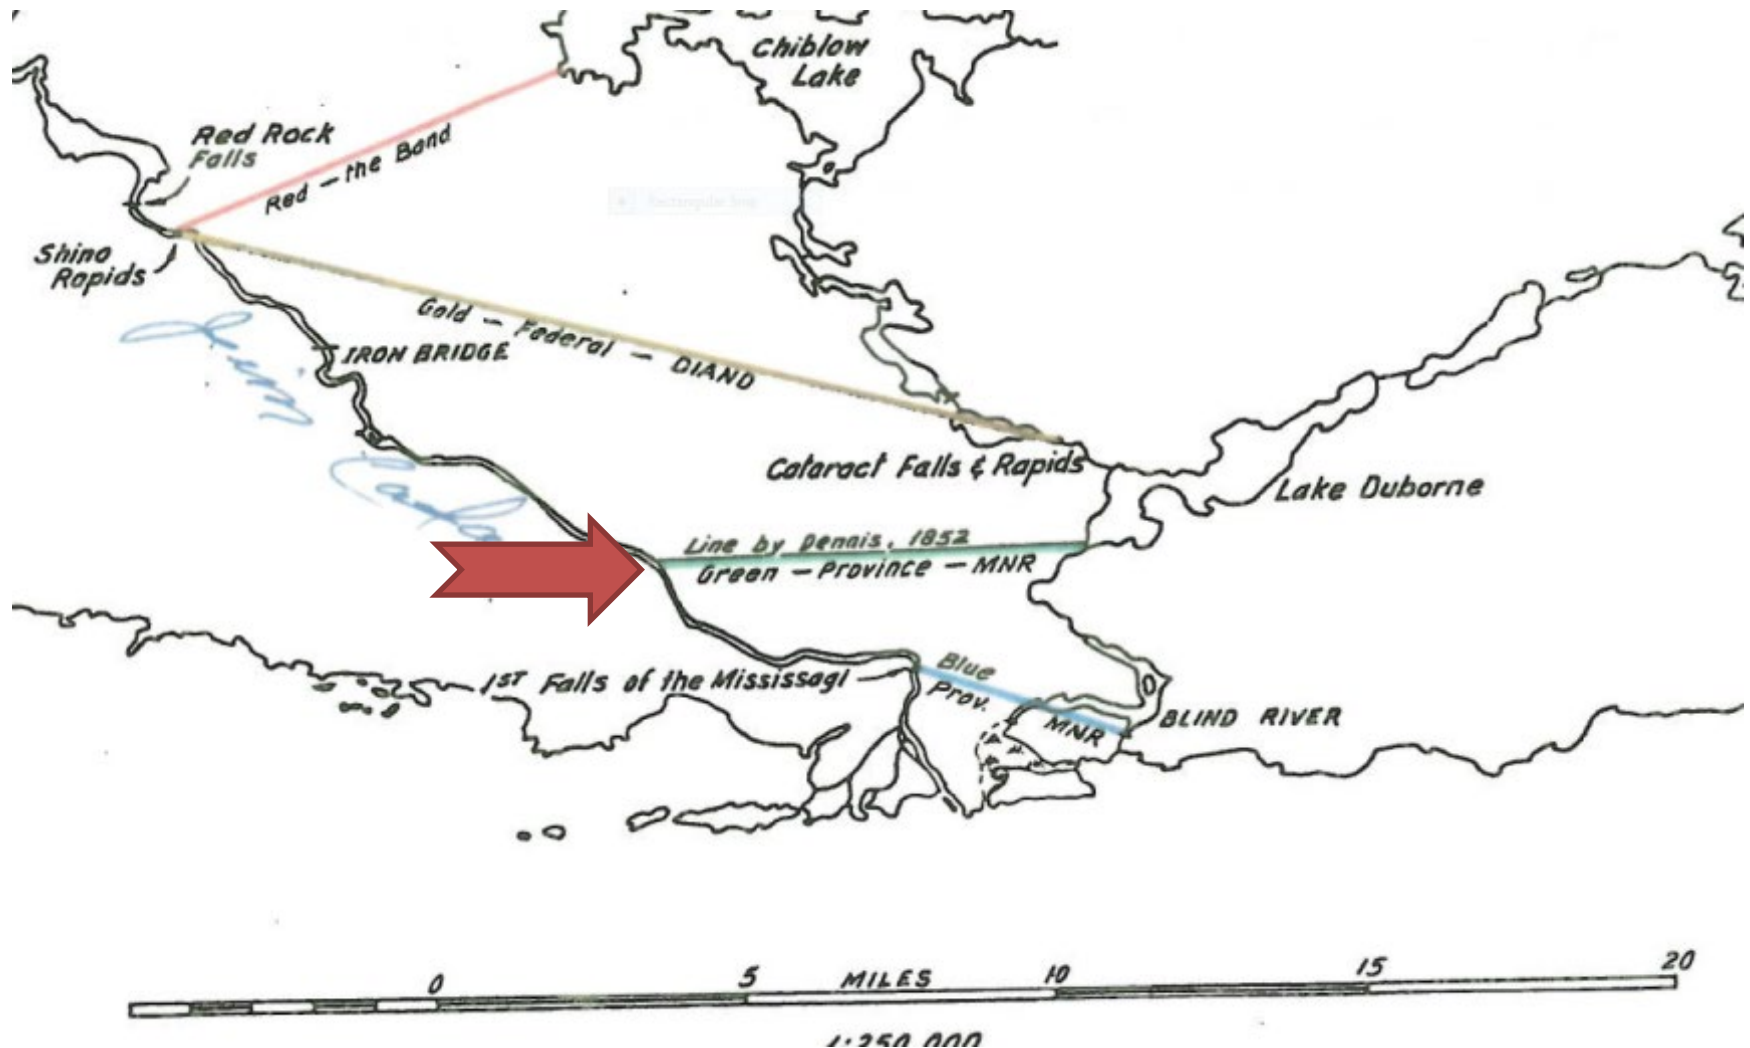 Chiblow
Lake
Red Rock
Falls
Red — the Band
Shino
Rapids
Gold — Federal — DIAND
IRON BRIDGE
Cataract Falls & Rapids
Lake Duborne
Line by Dennis, 1852
Green — Province — MNR
1ST Falls of the Mississagi
Blue
Prov. MNR
BLIND RIVER
0 5 MILES 10 15 20
1:250,000